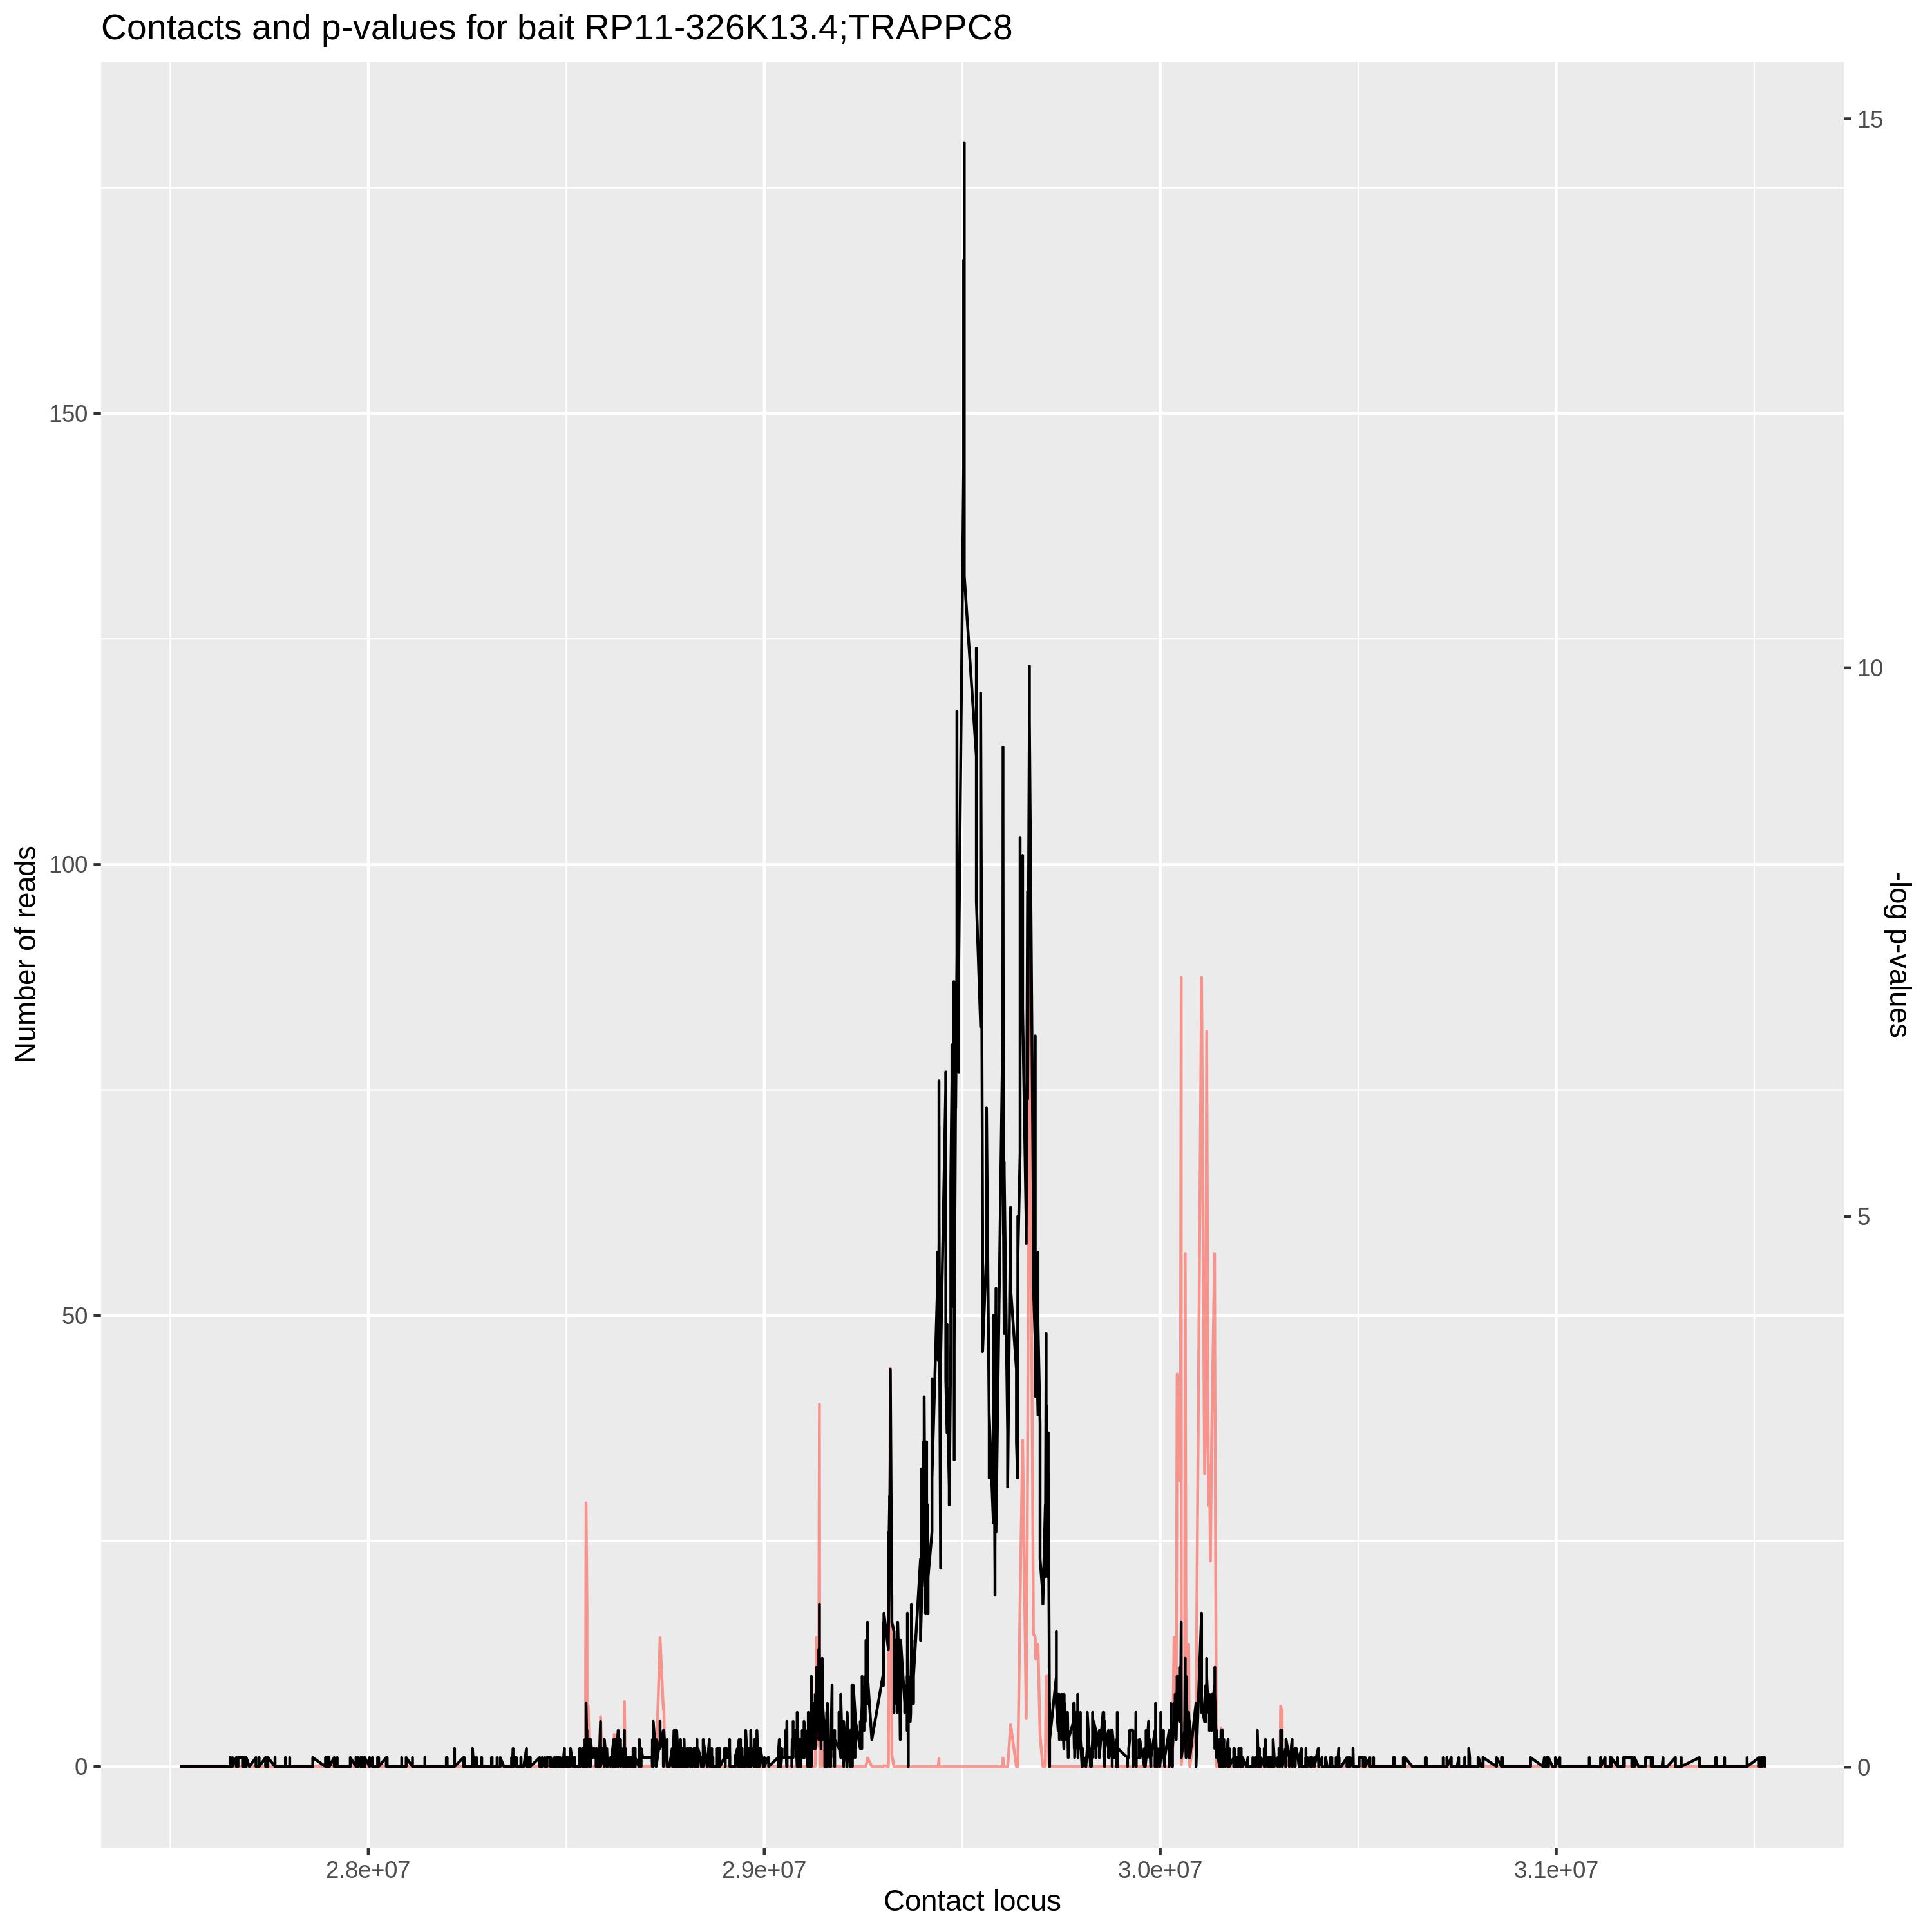 Contacts and p-values for bait RP11-326K13.4;TRAPPC8
15
150
10
100
Number of reads
-log p-values
5
50
0
0
2.8e+07
2.9e+07
3.0e+07
3.1e+07
Contact locus